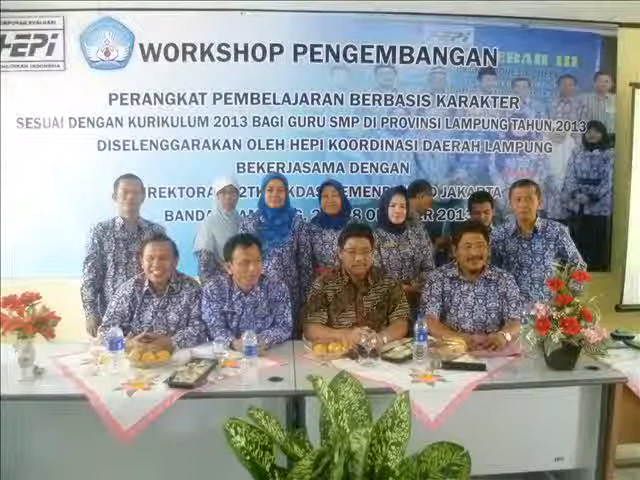 HEPI
WORKSHOP PENGEMBANGAN
PERANGKAT PEMBELAJARAN BERBASIS KARAKTER
SESUAI DENGAN KURIKULUM 2013 BAGI GURU SMP DI PROVINSI LAMPUNG TAHUN 2013
DISELENGGARAKAN OLEH HEPI KOORDINASI DAERAH LAMPUNG
BEKERJASAMA DENGAN
JAKARTA